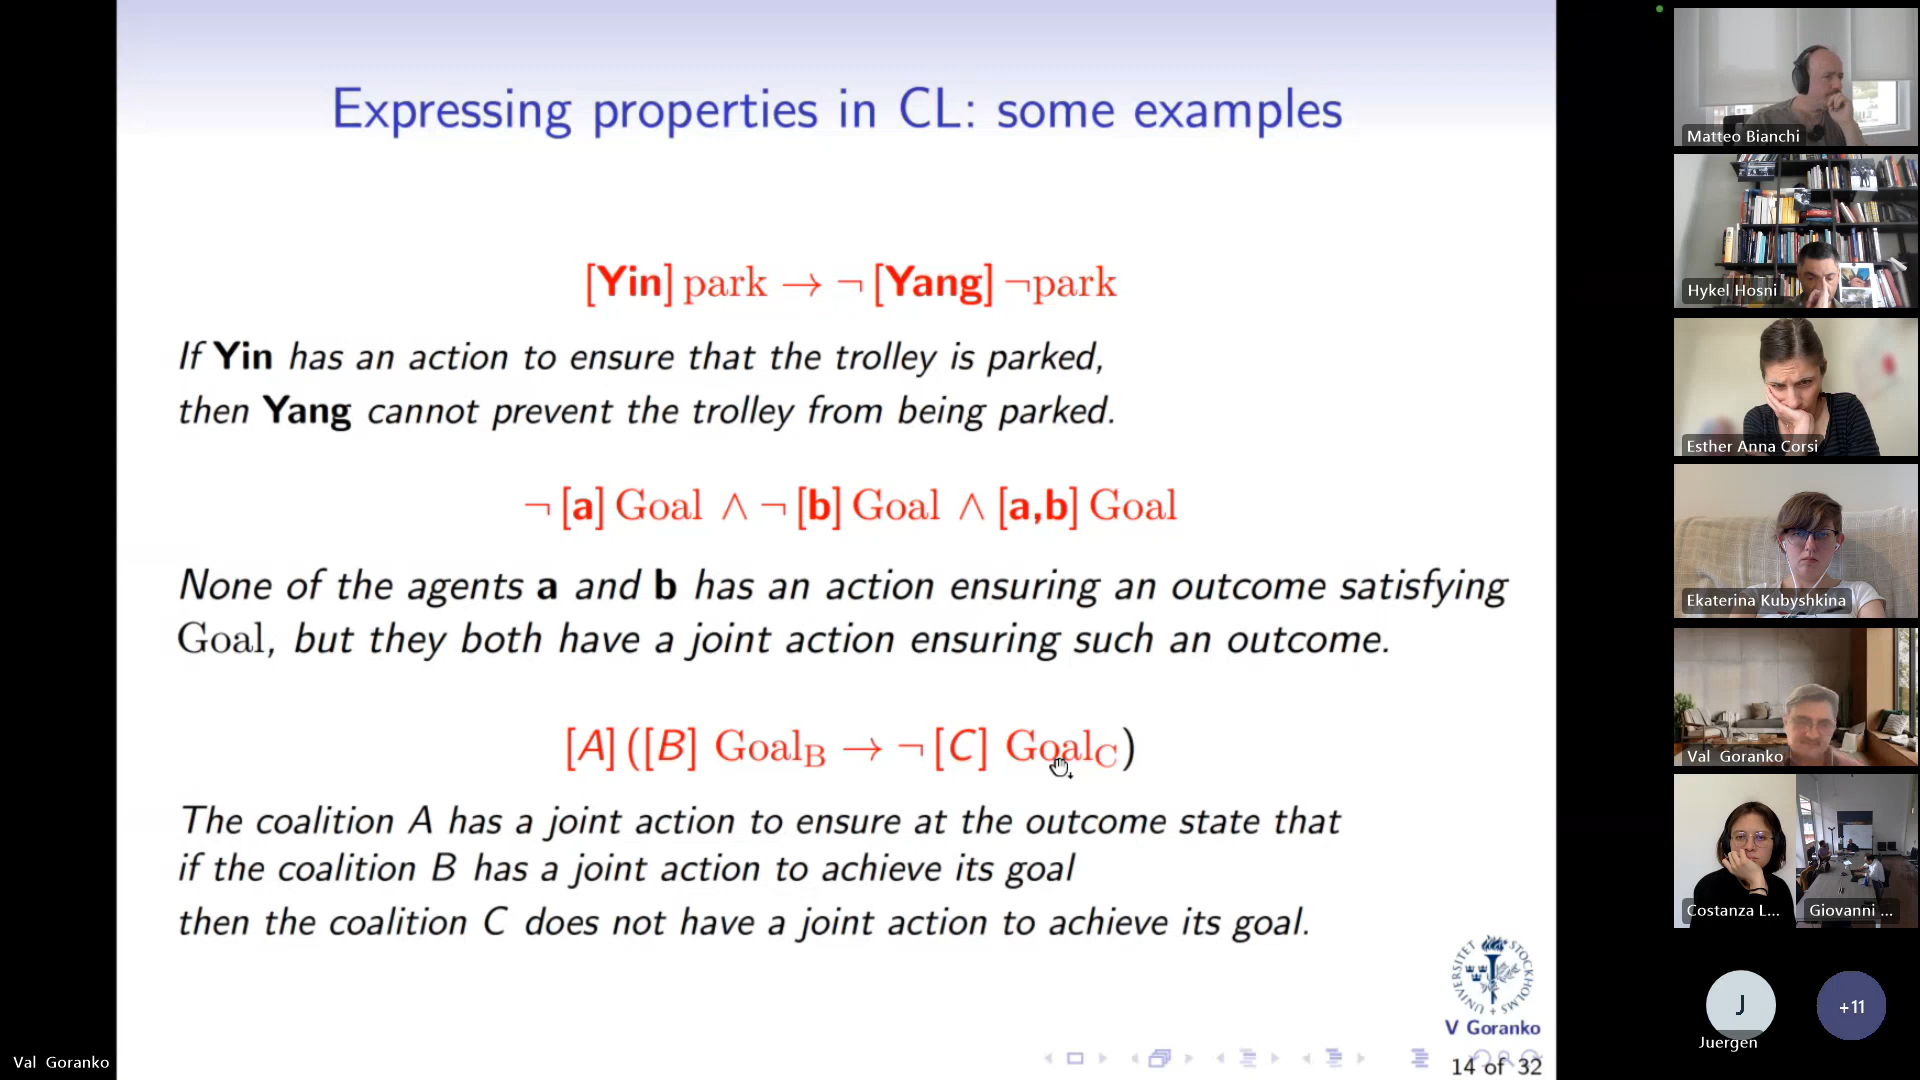 Expressing properties in CL: some examples
[Yin] park → ¬ [Yang] ¬park
If Yin has an action to ensure that the trolley is parked,
then Yang cannot prevent the trolley from being parked.
¬ [a] Goal ∧ ¬ [b] Goal ∧ [a,b] Goal
None of the agents a and b has an action ensuring an outcome satisfying
Goal, but they both have a joint action ensuring such an outcome.
[A] ([B] Goal_B → ¬ [C] Goal_C)
The coalition A has a joint action to ensure at the outcome state that
if the coalition B has a joint action to achieve its goal
then the coalition C does not have a joint action to achieve its goal.
V Goranko
14 of 32
Val Goranko
Matteo Bianchi
Hykel Hosni
Esther Anna Corsi
Ekaterina Kubyshkina
Val Goranko
Costanza L...
Giovanni ...
J
Juergen
+11
STOCKHOLMS UNIVERSITET